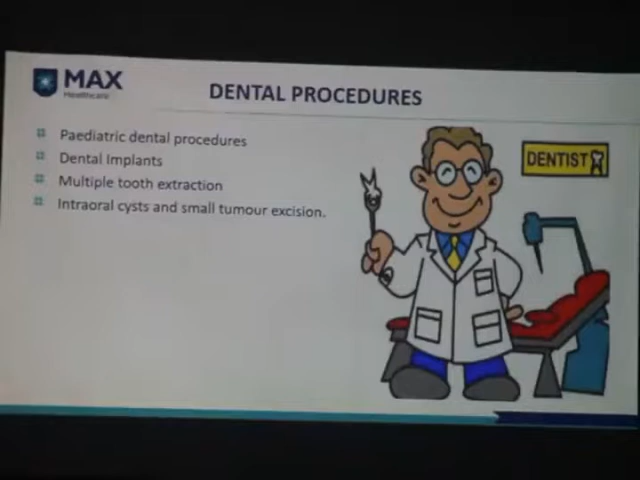 MAX
Healthcare
DENTAL PROCEDURES
Paediatric dental procedures
Dental Implants
Multiple tooth extraction
Intraoral cysts and small tumour excision.
DENTIST